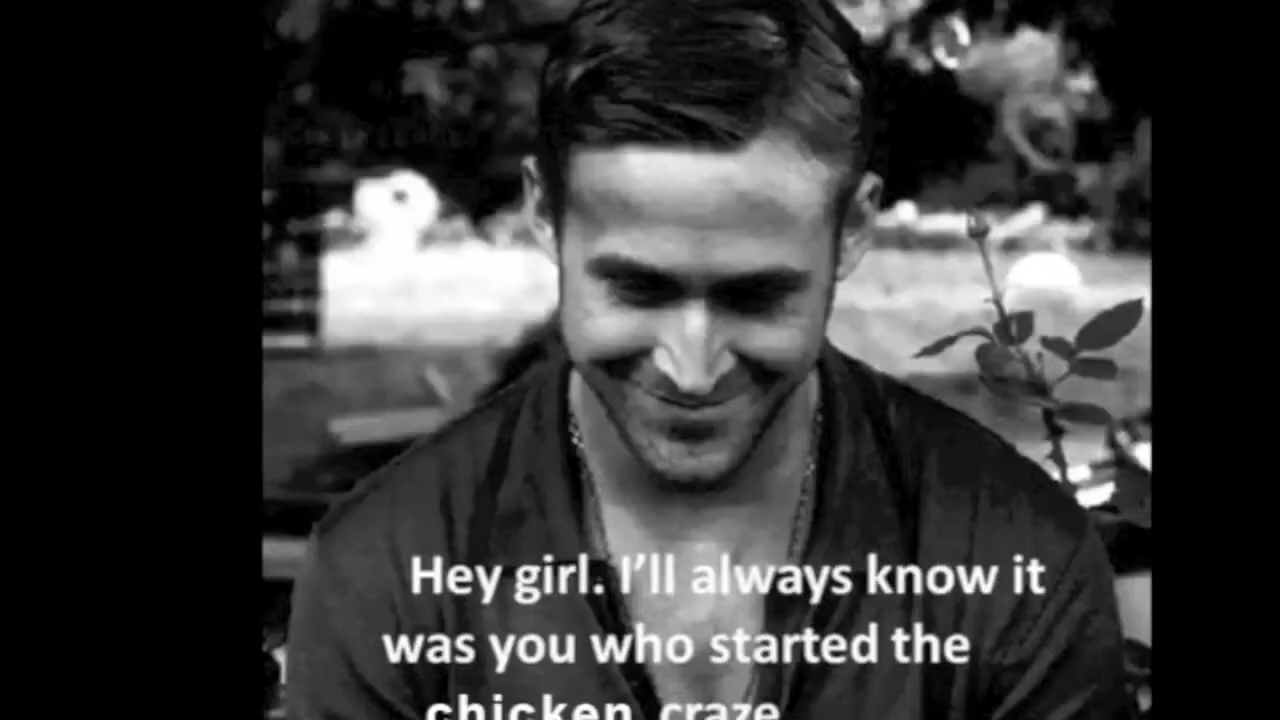 Hey girl. I’ll always know it
was you who started the
chicken craze